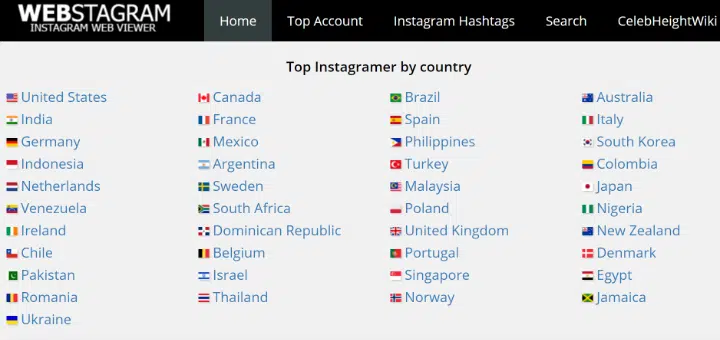 WEBSTAGRAM
INSTAGRAM WEB VIEWER
Home Top Account Instagram Hashtags Search CelebHeightWiki
Top Instagramer by country
United States Canada Brazil Australia
India France Spain Italy
Germany Mexico Philippines South Korea
Indonesia Argentina Turkey Colombia
Netherlands Sweden Malaysia Japan
Venezuela South Africa Poland Nigeria
Ireland Dominican Republic United Kingdom New Zealand
Chile Belgium Portugal Denmark
Pakistan Israel Singapore Egypt
Romania Thailand Norway Jamaica
Ukraine